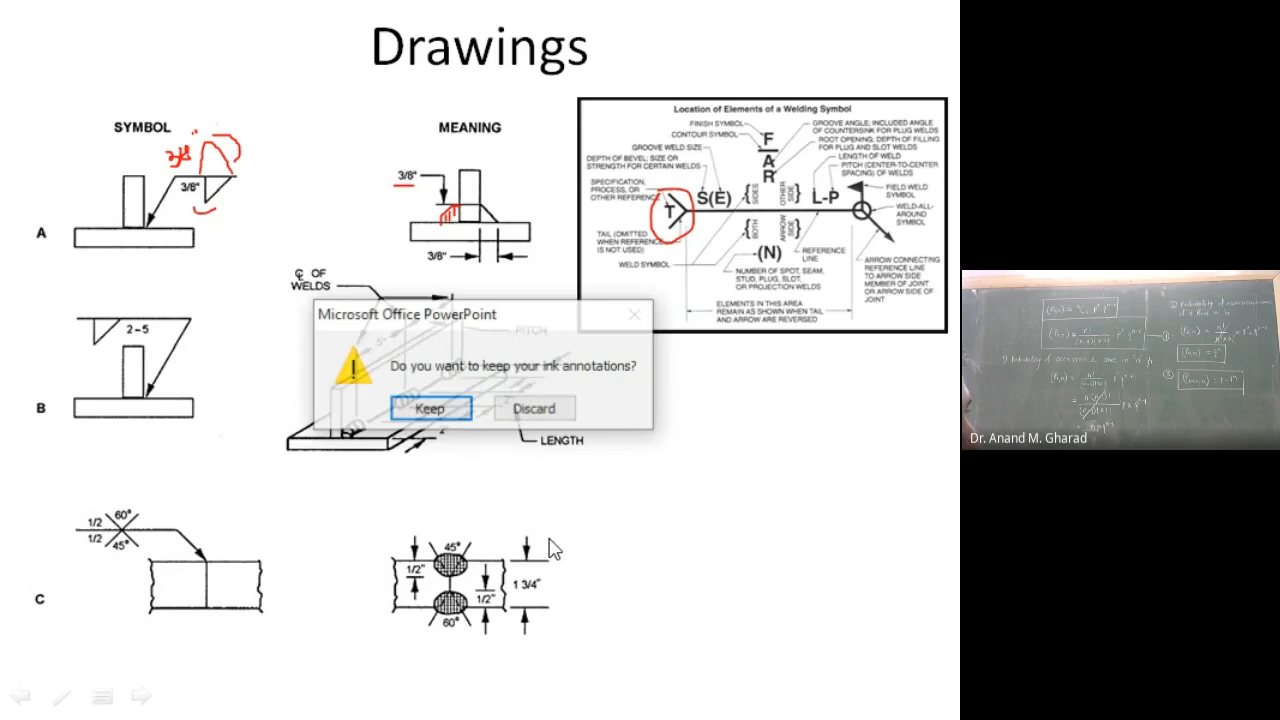 Drawings
SYMBOL
MEANING
3/8
3/8"
A
3/8"
3/8"
℄ OF
WELDS
PITCH
5"
2-5
B
LENGTH
Microsoft Office PowerPoint
Do you want to keep your ink annotations?
Keep
Discard
1/2 60°
1/2 45°
C
45°
1/2"
1/2"
1 3/4"
60°
Location of Elements of a Welding Symbol
FINISH SYMBOL
CONTOUR SYMBOL
GROOVE WELD SIZE
DEPTH OF BEVEL; SIZE OR
STRENGTH FOR CERTAIN WELDS
SPECIFICATION,
PROCESS, OR
OTHER REFERENCE
TAIL (OMITTED
WHEN REFERENCE
IS NOT USED)
WELD SYMBOL
F
A
R
T
S(E)
SIDES
OTHER
SIDE
L-P
BOTH
ARROW
SIDE
(N)
GROOVE ANGLE; INCLUDED ANGLE
OF COUNTERSINK FOR PLUG WELDS
ROOT OPENING, DEPTH OF FILLING
FOR PLUG AND SLOT WELDS
LENGTH OF WELD
PITCH (CENTER-TO-CENTER
SPACING) OF WELDS
FIELD WELD
SYMBOL
WELD-ALL-
AROUND
SYMBOL
REFERENCE
LINE
ARROW CONNECTING
REFERENCE LINE
TO ARROW SIDE
MEMBER OF JOINT
OR ARROW SIDE OF
JOINT
NUMBER OF SPOT, SEAM,
STUD, PLUG, SLOT,
OR PROJECTION WELDS
ELEMENTS IN THIS AREA
REMAIN AS SHOWN WHEN TAIL
AND ARROW ARE REVERSED
Dr. Anand M. Gharad